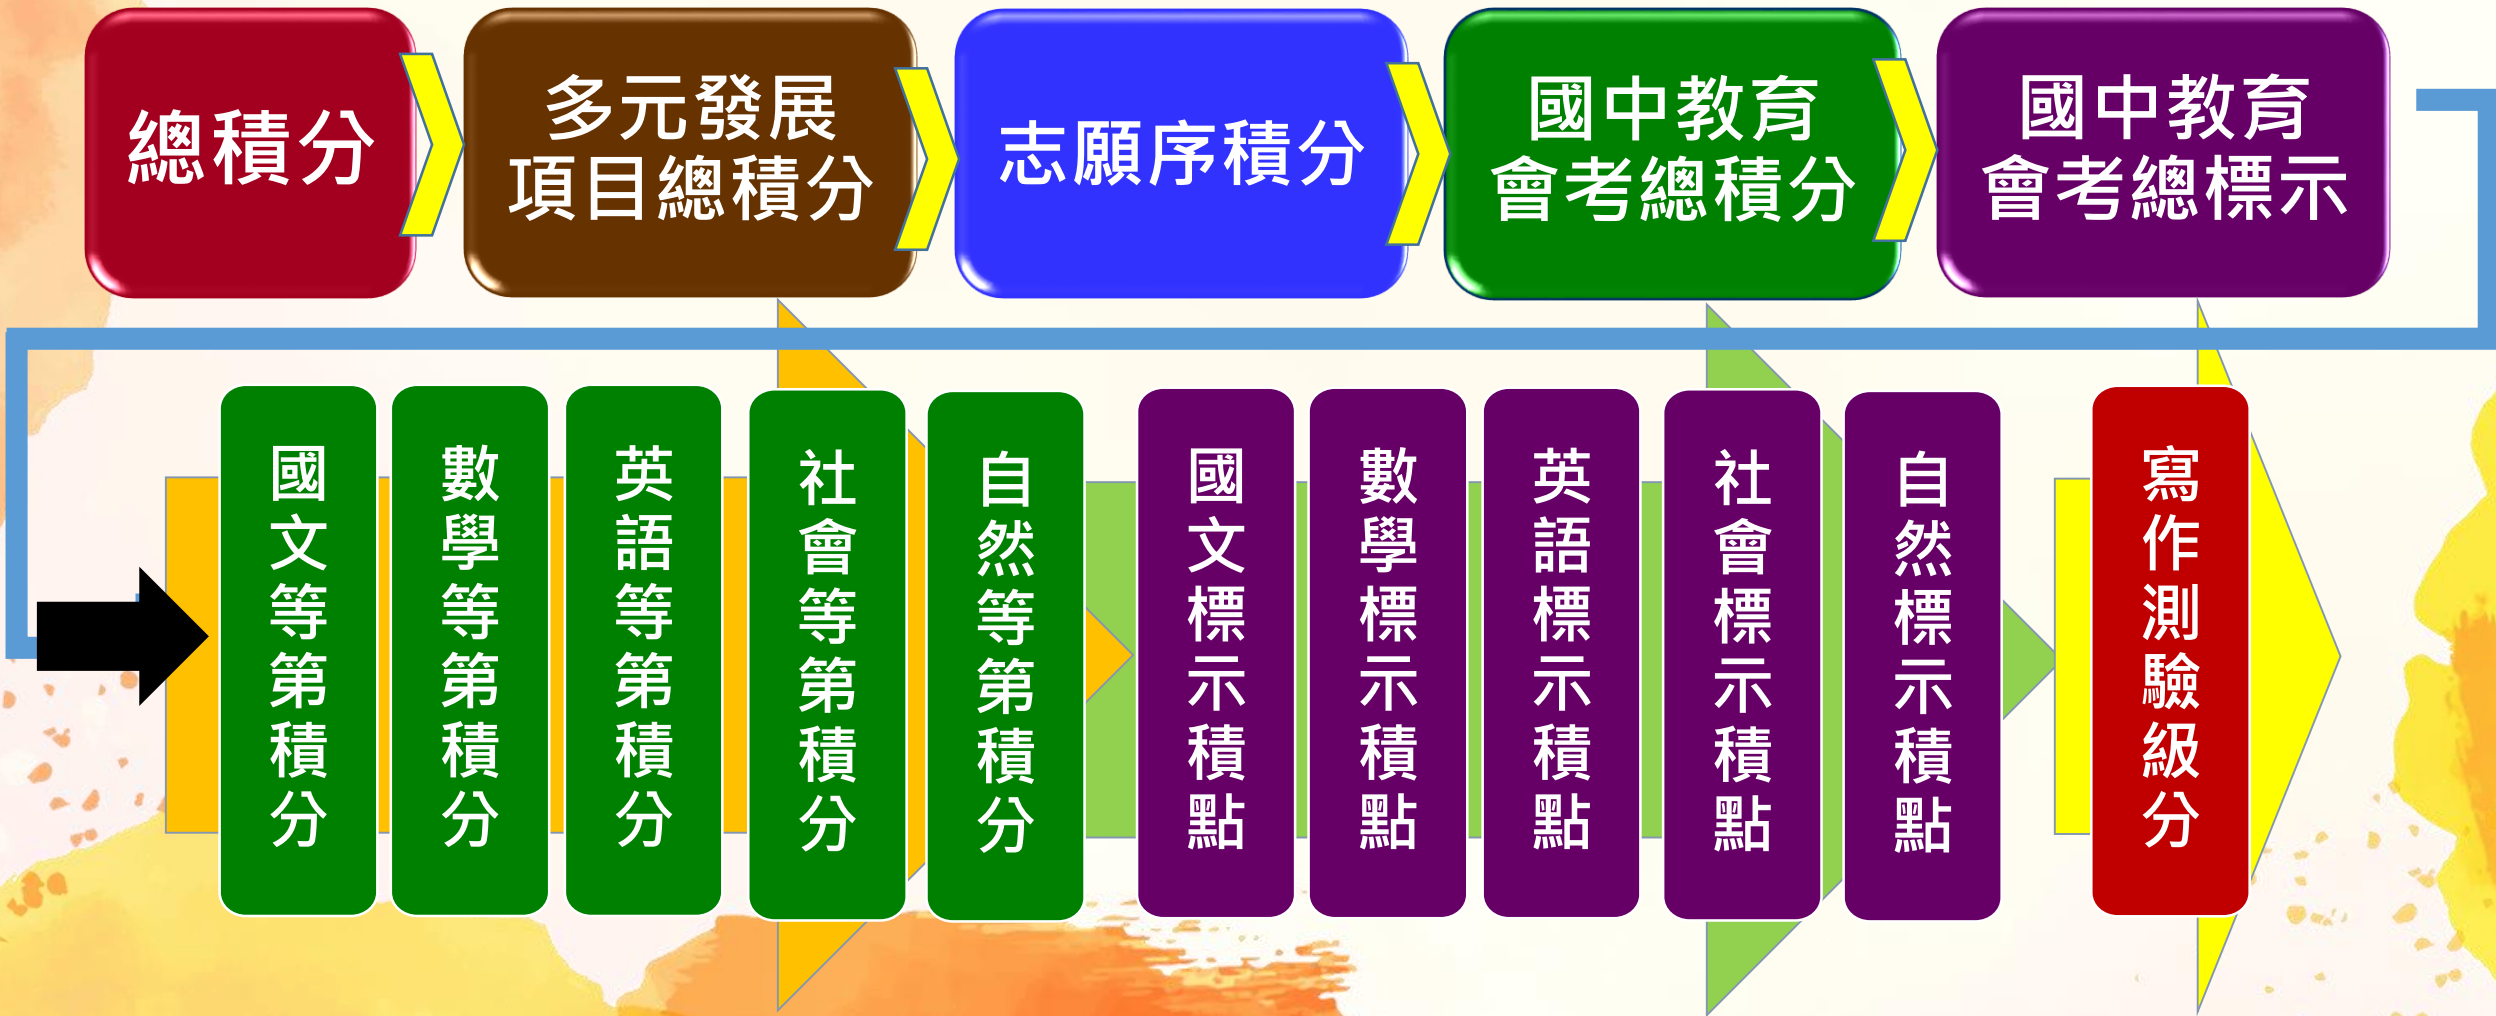 總積分
多元發展
項目總積分
志願序積分
國中教育
會考總積分
國中教育
會考總標示
國文等第積分
數學等第積分
英語等第積分
社會等第積分
自然等第積分
國文標示積點
數學標示積點
英語標示積點
社會標示積點
自然標示積點
寫作測驗級分